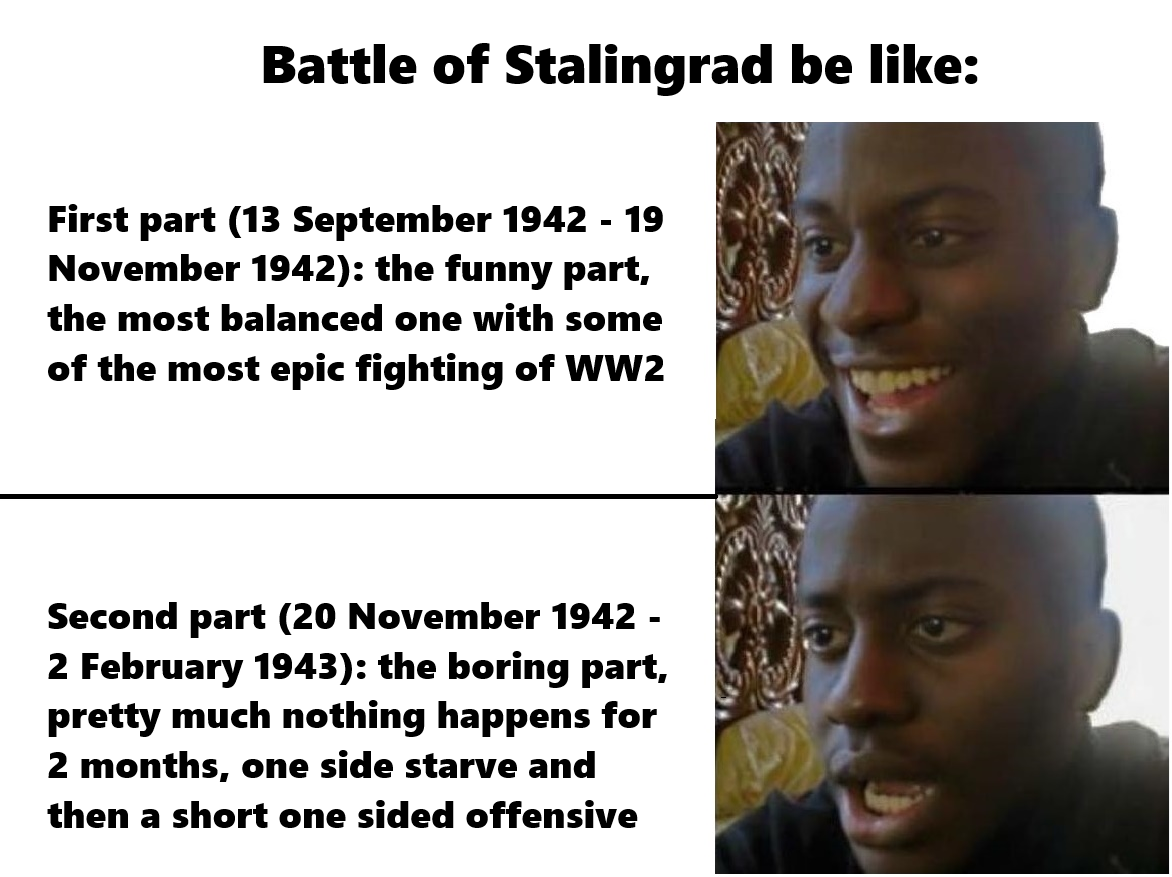 Battle of Stalingrad be like:
First part (13 September 1942 - 19
November 1942): the funny part,
the most balanced one with some
of the most epic fighting of WW2
Second part (20 November 1942 -
2 February 1943): the boring part,
pretty much nothing happens for
2 months, one side starve and
then a short one sided offensive